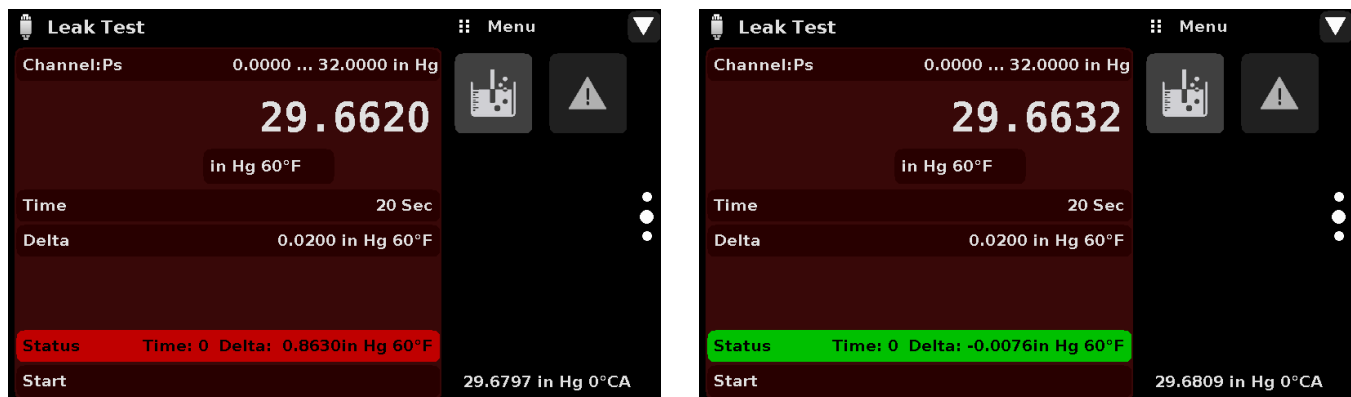 Leak Test
Menu
Channel:Ps 0.0000 ... 32.0000 in Hg
29.6620
in Hg 60°F
Time 20 Sec
Delta 0.0200 in Hg 60°F
Status Time: 0 Delta: 0.8630in Hg 60°F
Start
29.6797 in Hg 0°CA
Leak Test
Menu
Channel:Ps 0.0000 ... 32.0000 in Hg
29.6632
in Hg 60°F
Time 20 Sec
Delta 0.0200 in Hg 60°F
Status Time: 0 Delta: -0.0076in Hg 60°F
Start
29.6809 in Hg 0°CA